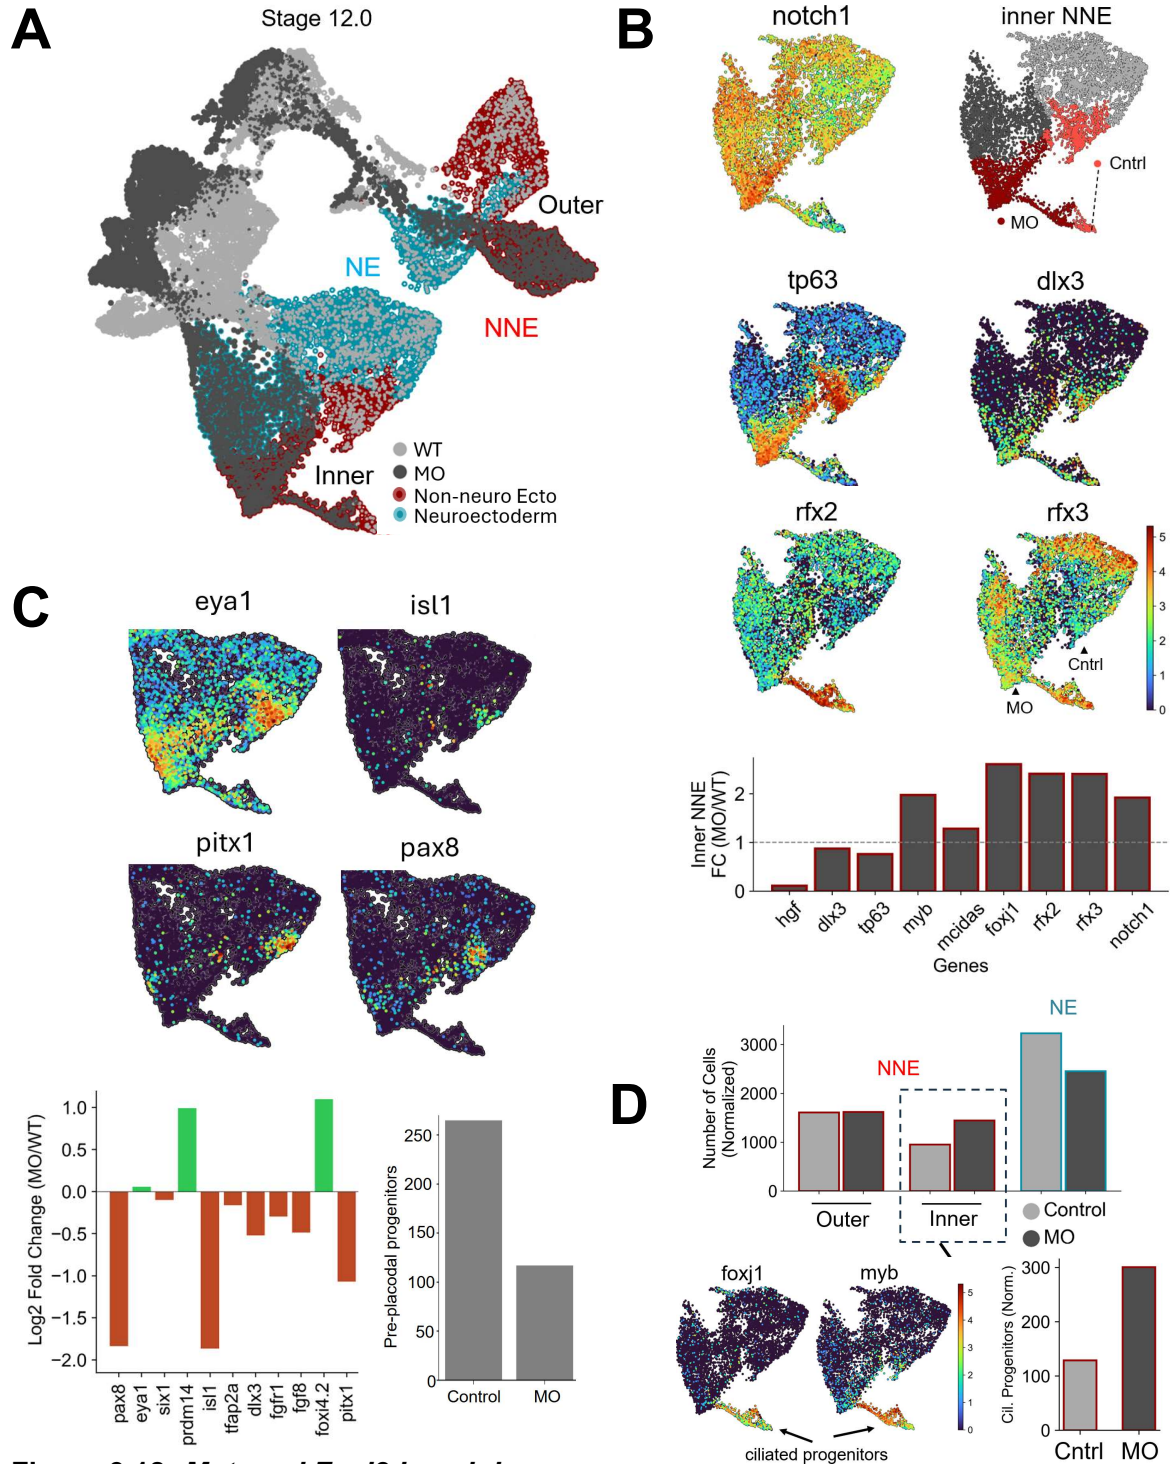 A
Stage 12.0
Outer
NE
NNE
Inner
WT
MO
Non-neuro Ecto
Neuroectoderm
B
notch1
inner NNE
Cntrl
MO
tp63
dlx3
rfx2
rfx3
5
4
3
2
1
0
Cntrl
MO
Inner NNE
FC (MO/WT)
2
1
0
hgf
dlx3
tp63
myb
mcidas
foxj1
rfx2
rfx3
notch1
Genes
C
eya1
isl1
pitx1
pax8
Log2 Fold Change (MO/WT)
1.0
0.5
0.0
−0.5
−1.0
−1.5
−2.0
pax8
eya1
six1
prdm14
isl1
tfap2a
dlx3
fgfr1
fgf8
foxi4.2
pitx1
Pre-placodal progenitors
250
200
150
100
50
0
Control
MO
D
Number of Cells
(Normalized)
3000
2000
1000
0
NNE
NE
Outer
Inner
Control
MO
foxj1
myb
5
4
3
2
1
0
ciliated progenitors
Cil. Progenitors (Norm.)
300
200
100
0
Cntrl
MO